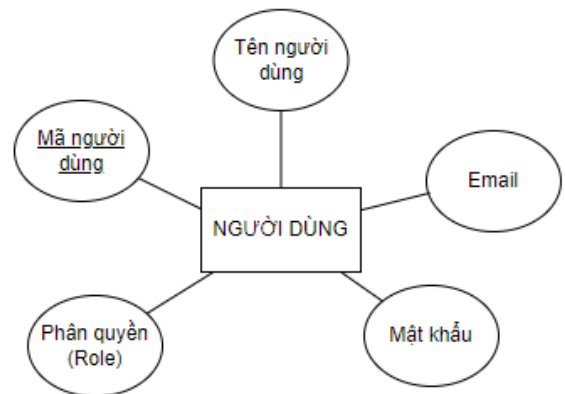 Tên người
dùng
Mã người
dùng
Email
NGƯỜI DÙNG
Phân quyền
(Role)
Mật khẩu